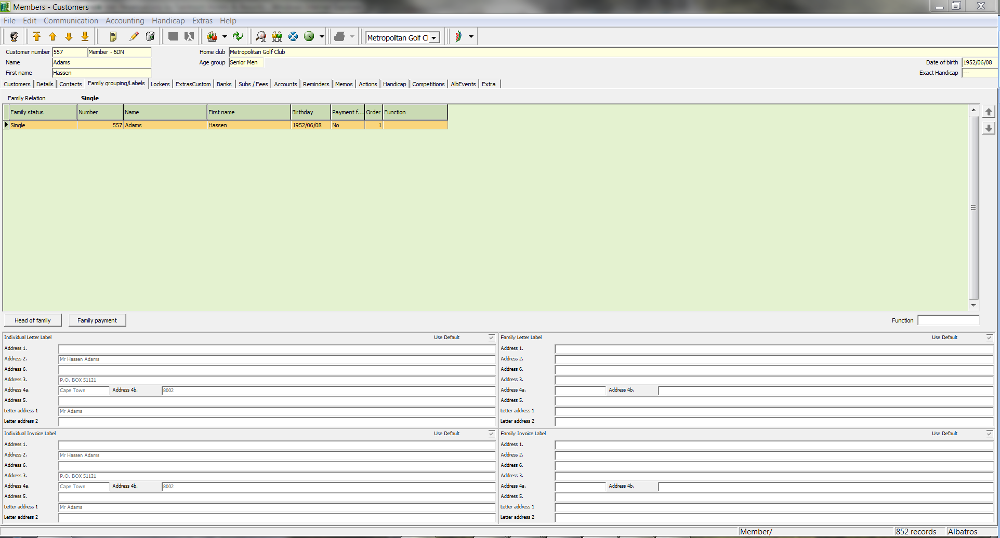 Members - Customers
File Edit Communication Accounting Handicap Extras Help
Metropolitan Golf Cl
Customer number 557 Member - 6DN Home club Metropolitan Golf Club
Name Adams Age group Senior Men Date of birth 1952/06/08
First name Hassen Exact Handicap ---
Customers Details Contacts Family grouping/Labels Lockers ExtrasCustom Banks Subs / Fees Accounts Reminders Memos Actions Handicap Competitions AlbEvents Extra
Family Relation Single
Family status Number Name First name Birthday Payment f... Order Function
Single 557 Adams Hassen 1952/06/08 No 1
Head of family Family payment Function
Individual Letter Label Use Default Family Letter Label Use Default
Address 1. Address 1.
Address 2. Mr Hassen Adams Address 2.
Address 6. Address 6.
Address 3. P.O. BOX 51121 Address 3.
Address 4a. Cape Town Address 4b. 8002 Address 4a. Address 4b.
Address 5. Address 5.
Letter address 1 Mr Adams Letter address 1
Letter address 2 Letter address 2
Individual Invoice Label Use Default Family Invoice Label Use Default
Address 1. Address 1.
Address 2. Mr Hassen Adams Address 2.
Address 6. Address 6.
Address 3. P.O. BOX 51121 Address 3.
Address 4a. Cape Town Address 4b. 8002 Address 4a. Address 4b.
Address 5. Address 5.
Letter address 1 Mr Adams Letter address 1
Letter address 2 Letter address 2
Member/ 852 records Albatros